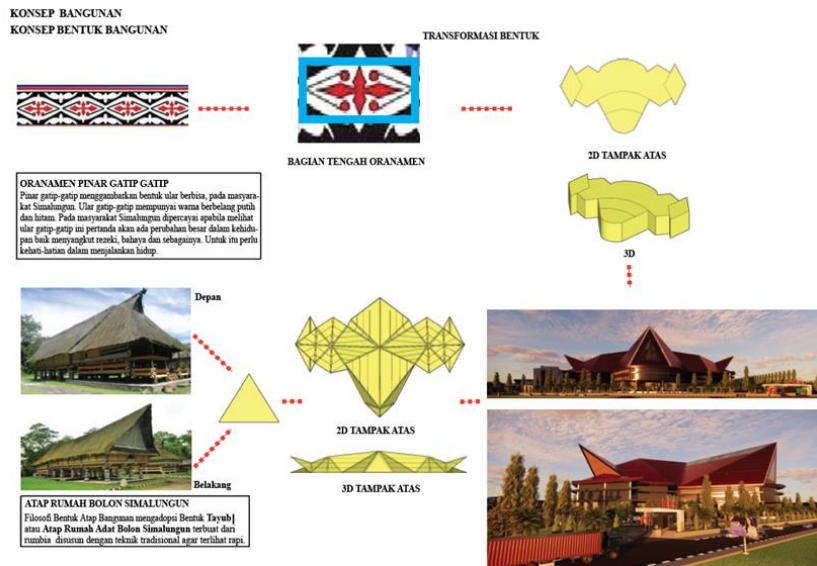 KONSEP BANGUNAN
KONSEP BENTUK BANGUNAN
TRANSFORMASI BENTUK
BAGIAN TENGAH ORANAMEN
2D TAMPAK ATAS
ORANAMEN PINAR GATIP GATIP
Pinar gatip-gatip menggambarkan bentuk ular berbisa, pada masyara-
kat Simalungun. Ular gatip-gatip mempunyai warna berbelang putih
dan hitam. Pada masyarakat Simalungun dipercayai apabila melihat
ular gatip-gatip ini pertanda akan ada perubahan besar dalam kehidu-
pan baik menyangkut rezeki, bahaya dan sebagainya. Untuk itu perlu
kehati-hatian dalam menjalankan hidup.
3D
Depan
2D TAMPAK ATAS
Belakang
3D TAMPAK ATAS
ATAP RUMAH BOLON SIMALUNGUN
Filosofi Bentuk Atap Bangunan mengadopsi Bentuk Tayub|
atau Atap Rumah Adat Bolon Simalungun terbuat dari
rumbia disusun dengan teknik tradisional agar terlihat rapi.